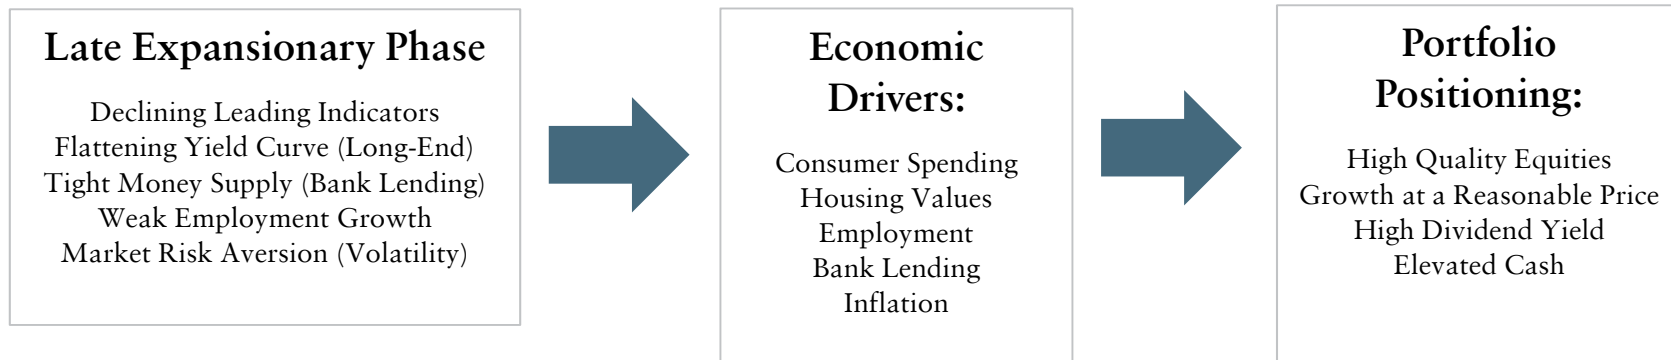 Late Expansionary Phase
Declining Leading Indicators
Flattening Yield Curve (Long-End)
Tight Money Supply (Bank Lending)
Weak Employment Growth
Market Risk Aversion (Volatility)
Economic
Drivers:
Consumer Spending
Housing Values
Employment
Bank Lending
Inflation
Portfolio
Positioning:
High Quality Equities
Growth at a Reasonable Price
High Dividend Yield
Elevated Cash